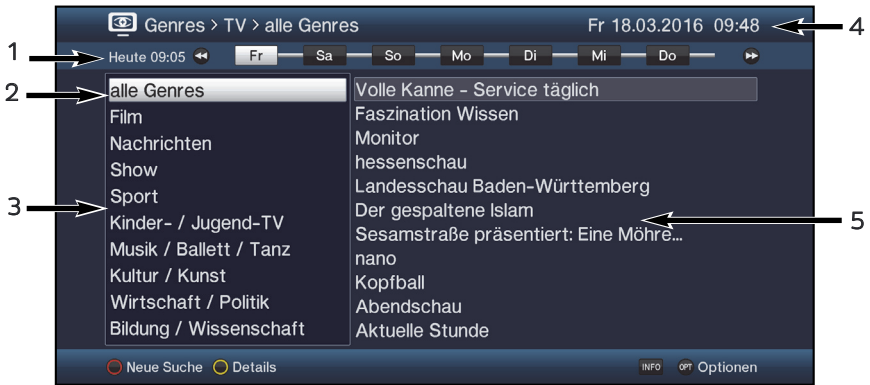 Genres > TV > alle Genres Fr 18.03.2016 09:48
4
1
Heute 09:05 Fr Sa So Mo Di Mi Do
2
alle Genres
Film
Nachrichten
Show
Sport
Kinder- / Jugend-TV
Musik / Ballett / Tanz
Kultur / Kunst
Wirtschaft / Politik
Bildung / Wissenschaft
3
Volle Kanne - Service täglich
Faszination Wissen
Monitor
hessenschau
Landesschau Baden-Württemberg
Der gespaltene Islam
Sesamstraße präsentiert: Eine Möhre...
nano
Kopfball
Abendschau
Aktuelle Stunde
5
Neue Suche Details INFO OPT Optionen